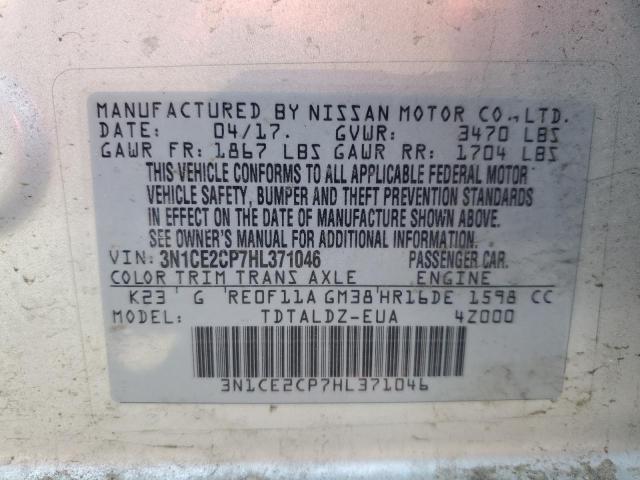 MANUFACTURED BY NISSAN MOTOR CO., LTD.
DATE: 04/17. GVWR: 3470 LBS
GAWR FR: 1867 LBS GAWR RR: 1704 LBS
THIS VEHICLE CONFORMS TO ALL APPLICABLE FEDERAL MOTOR
VEHICLE SAFETY, BUMPER AND THEFT PREVENTION STANDARDS
IN EFFECT ON THE DATE OF MANUFACTURE SHOWN ABOVE.
SEE OWNER'S MANUAL FOR ADDITIONAL INFORMATION.
VIN: 3N1CE2CP7HL371046 PASSENGER CAR.
COLOR TRIM TRANS AXLE ENGINE
K23 G RE0F11A GM38 HR16DE 1598 CC
MODEL: TDTALDZ-EUA 4Z000
3N1CE2CP7HL371046